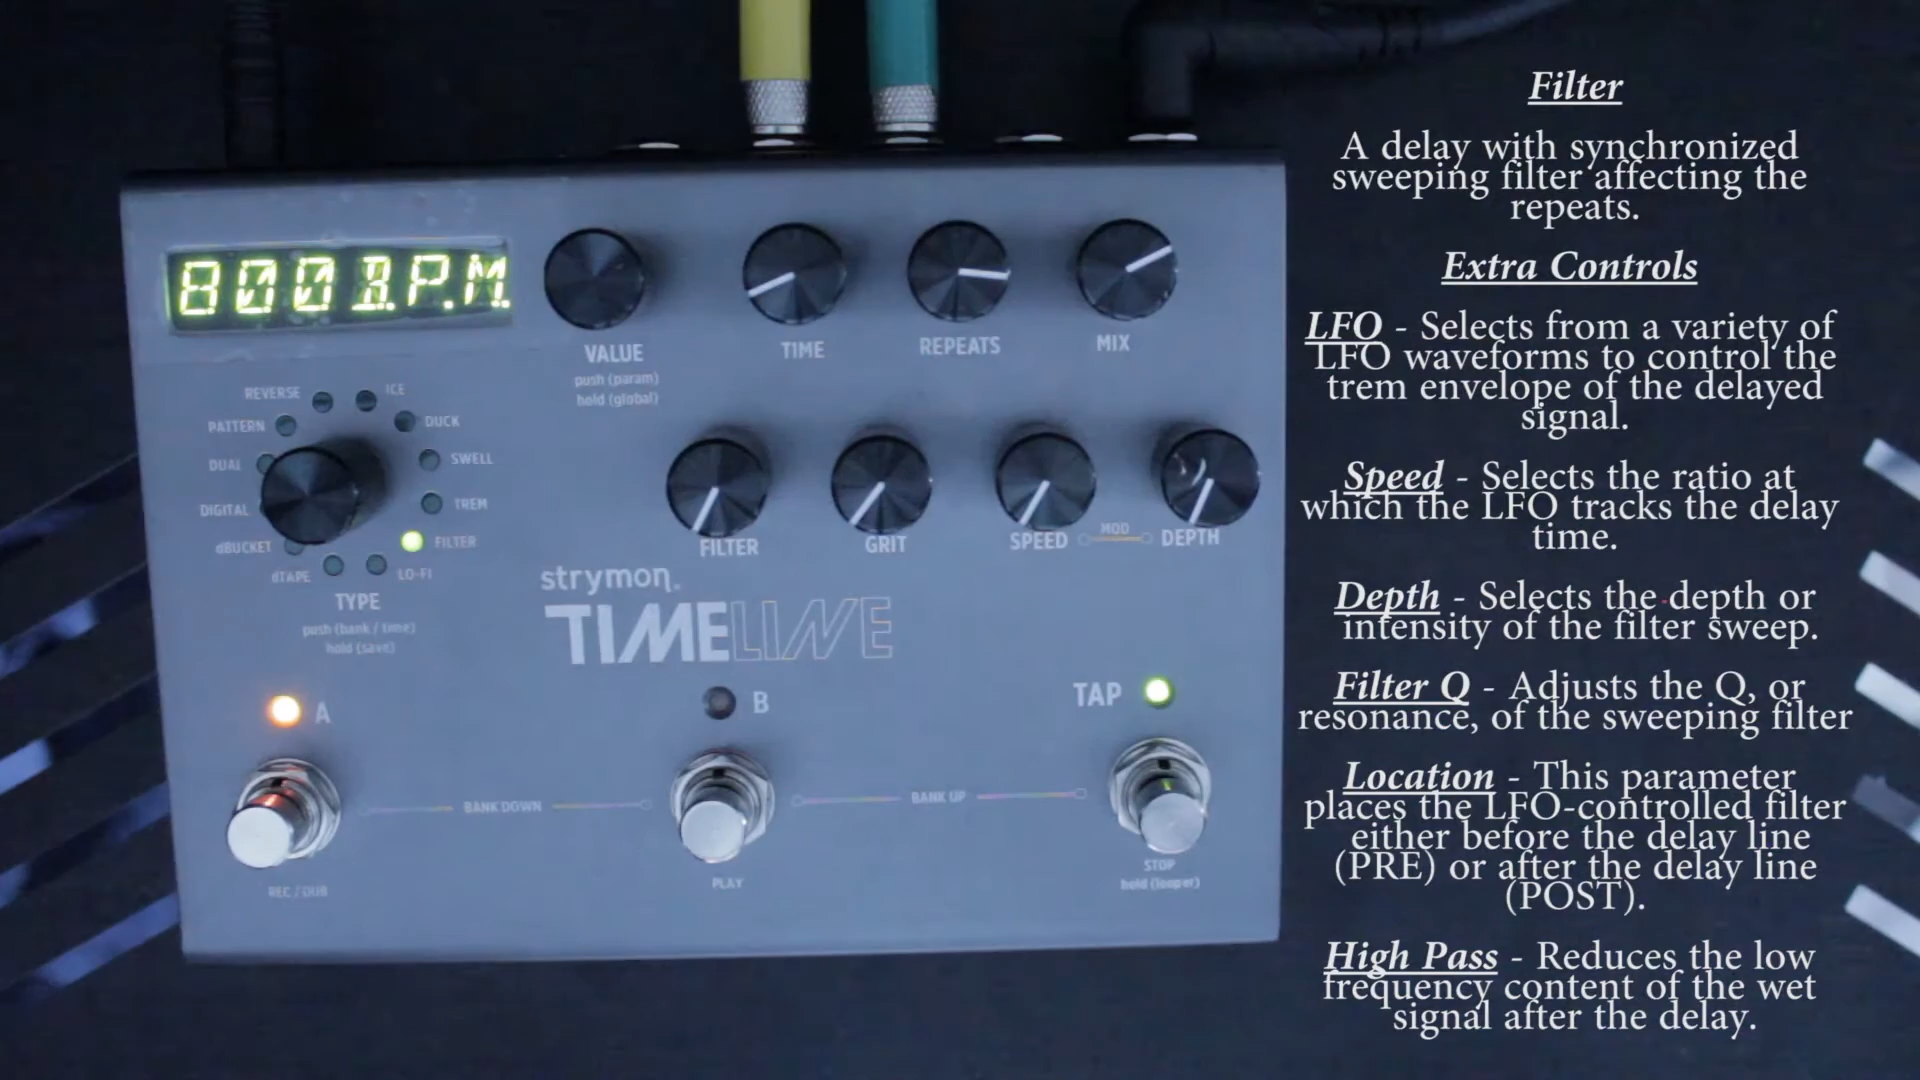 800B.P.M.
VALUE
push (param)
hold (global)
TIME
REPEATS
MIX
REVERSE
ICE
PATTERN
DUCK
DUAL
SWELL
DIGITAL
TREM
dBUCKET
FILTER
dTAPE
LO-FI
TYPE
push (bank / time)
hold (save)
FILTER
GRIT
SPEED
MOD
DEPTH
strymon.
TIMELINE
A
B
TAP
BANK DOWN
BANK UP
REC / DUB
PLAY
STOP
hold (looper)
Filter
A delay with synchronized
sweeping filter affecting the
repeats.
Extra Controls
LFO - Selects from a variety of
LFO waveforms to control the
trem envelope of the delayed
signal.
Speed - Selects the ratio at
which the LFO tracks the delay
time.
Depth - Selects the depth or
intensity of the filter sweep.
Filter Q - Adjusts the Q, or
resonance, of the sweeping filter
Location - This parameter
places the LFO-controlled filter
either before the delay line
(PRE) or after the delay line
(POST).
High Pass - Reduces the low
frequency content of the wet
signal after the delay.